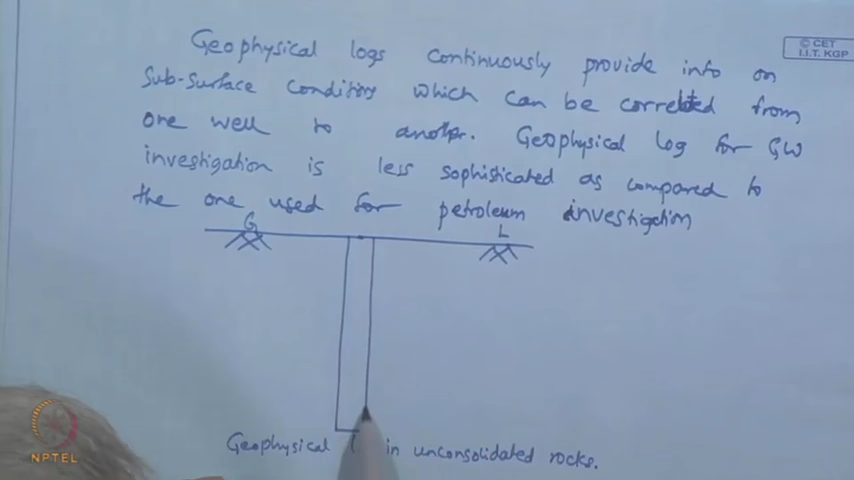 © CET
I.I.T. KGP
Geophysical logs continuously provide info on
Sub-surface condition which can be correlated from
one well to another. Geophysical log for GW
investigation is less sophisticated as compared to
the one used for petroleum investigation
G L
Geophysical in unconsolidated rocks.
NPTEL